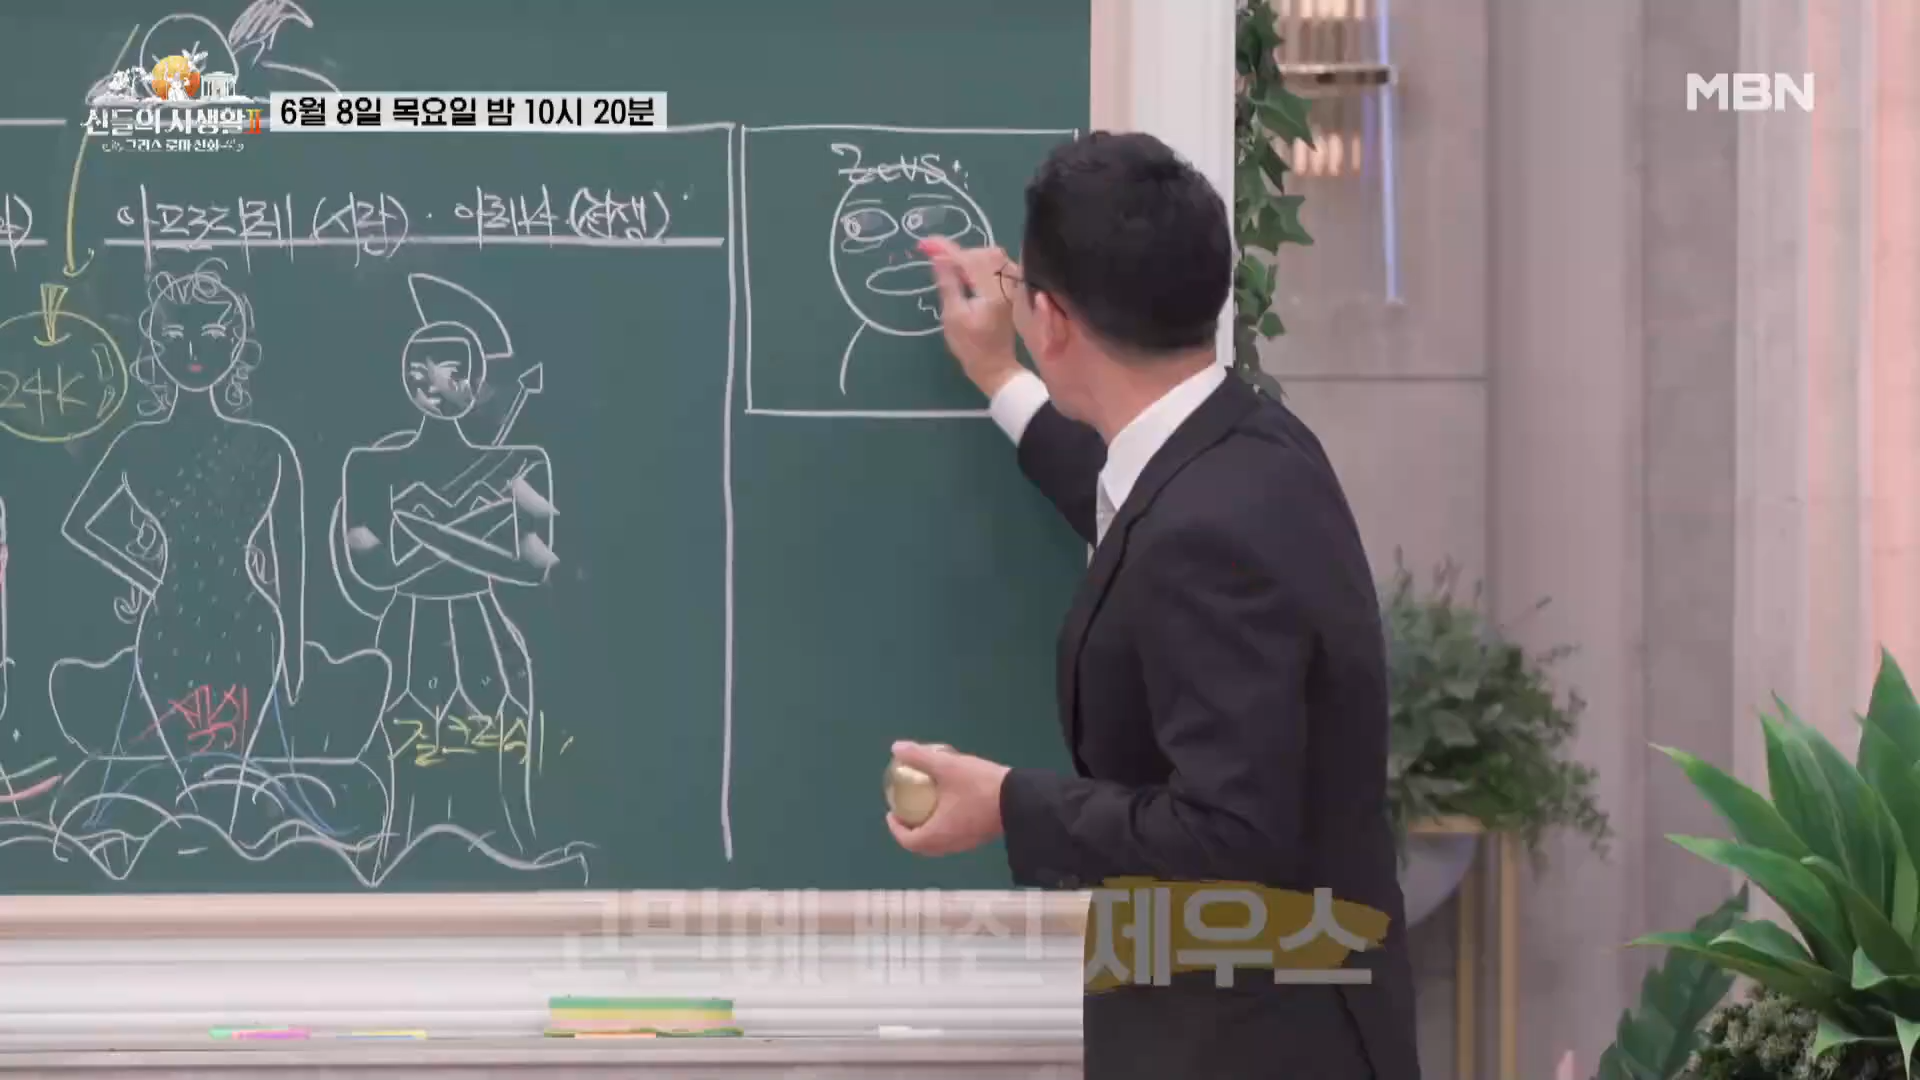 신들의 사생활 II
그리스 로마 신화
6월 8일 목요일 밤 10시 20분
MBN
Zeus
아프로디테 (사랑) · 아레스 (전쟁)
24K
섹시
걸크러쉬
고민에 빠진 제우스